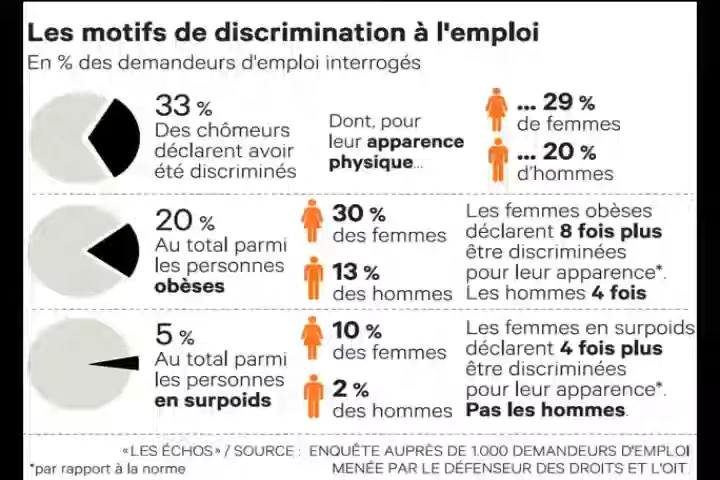 Les motifs de discrimination à l'emploi
En % des demandeurs d'emploi interrogés
33 %
Des chômeurs
déclarent avoir
été discriminés
Dont, pour
leur apparence
physique...
... 29 %
de femmes
... 20 %
d'hommes
20 %
Au total parmi
les personnes
obèses
30 %
des femmes
13 %
des hommes
Les femmes obèses
déclarent 8 fois plus
être discriminées
pour leur apparence*.
Les hommes 4 fois
5 %
Au total parmi
les personnes
en surpoids
10 %
des femmes
2 %
des hommes
Les femmes en surpoids
déclarent 4 fois plus
être discriminées
pour leur apparence*.
Pas les hommes.
«LES ÉCHOS» / SOURCE : ENQUÊTE AUPRÈS DE 1.000 DEMANDEURS D'EMPLOI
*par rapport à la norme MENÉE PAR LE DÉFENSEUR DES DROITS ET L'OIT.